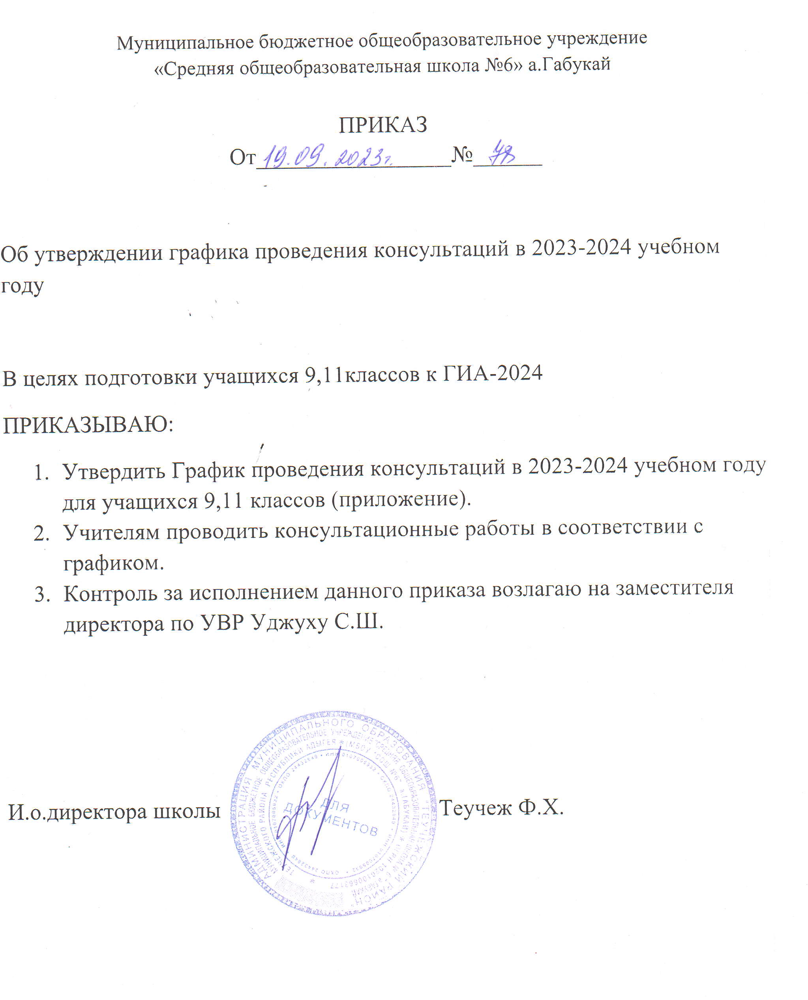 Муниципальное бюджетное общеобразовательное учреждение
«Средняя общеобразовательная школа №6» а.Габукай
ПРИКАЗ
От 19.09.2023г. №
Об утверждении графика проведения консультаций в 2023-2024 учебном
году
В целях подготовки учащихся 9,11классов к ГИА-2024
ПРИКАЗЫВАЮ:
1. Утвердить График проведения консультаций в 2023-2024 учебном году
для учащихся 9,11 классов (приложение).
2. Учителям проводить консультационные работы в соответствии с
графиком.
3. Контроль за исполнением данного приказа возлагаю на заместителя
директора по УВР Уджуху С.Ш.
И.о.директора школы Теучеж Ф.Х.
АДМИНИСТРАЦИЯ МУНИЦИПАЛЬНОГО ОБРАЗОВАНИЯ "ТЕУЧЕЖСКИЙ РАЙОН"
МУНИЦИПАЛЬНОЕ БЮДЖЕТНОЕ ОБЩЕОБРАЗОВАТЕЛЬНОЕ УЧРЕЖДЕНИЕ "СРЕДНЯЯ ОБЩЕОБРАЗОВАТЕЛЬНАЯ ШКОЛА № 6" а. ГАБУКАЙ
ТЕУЧЕЖСКОГО РАЙОНА РЕСПУБЛИКИ АДЫГЕЯ * (МБОУ "СОШ №6" а.ГАБУКАЙ) *
ДЛЯ
ДОКУМЕНТОВ